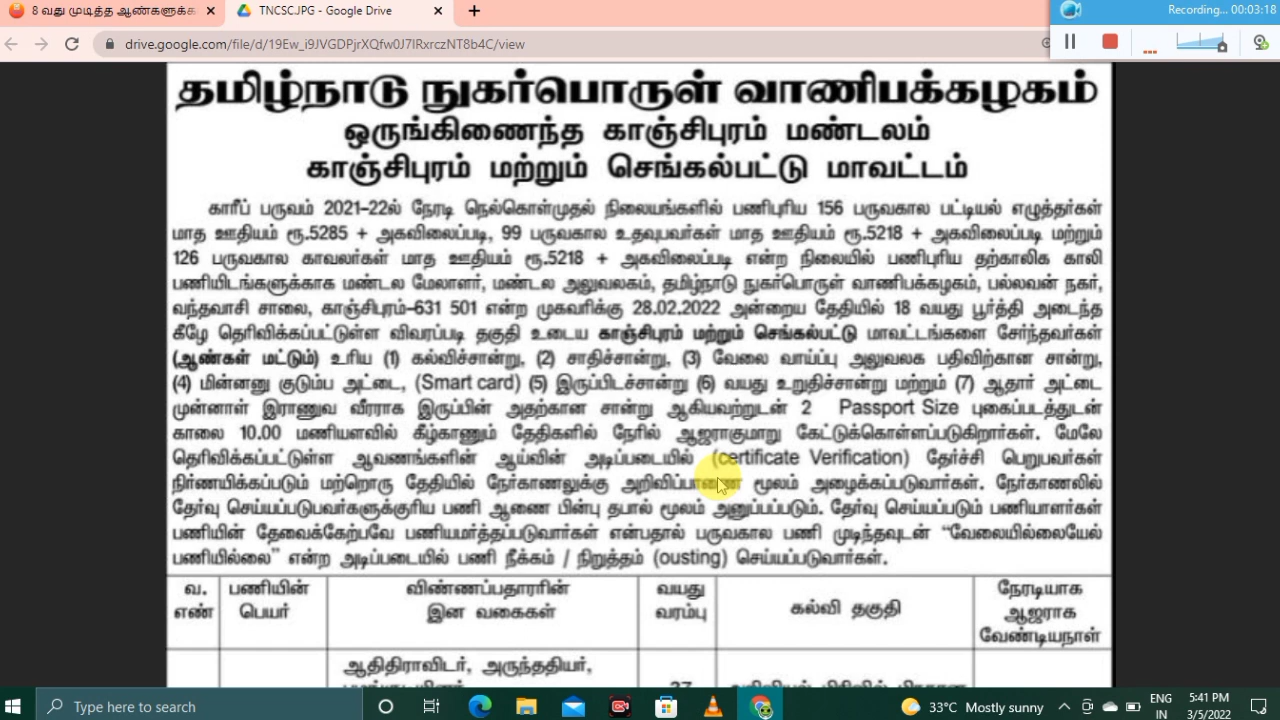 8 வது முடித்த ஆண்களுக்க
TNCSC.JPG - Google Drive
Recording... 00:03:18
drive.google.com/file/d/19Ew_i9JVGDPjrXQfw0J7IRxrczNT8b4C/view
தமிழ்நாடு நுகர்பொருள் வாணிபக்கழகம்
ஒருங்கிணைந்த காஞ்சிபுரம் மண்டலம்
காஞ்சிபுரம் மற்றும் செங்கல்பட்டு மாவட்டம்
காரீப் பருவம் 2021-22ல் நேரடி நெல்கொள்முதல் நிலையங்களில் பணிபுரிய 156 பருவகால பட்டியல் எழுத்தர்கள்
மாத ஊதியம் ரூ.5285 + அகவிலைப்படி, 99 பருவகால உதவுபவர்கள் மாத ஊதியம் ரூ.5218 + அகவிலைப்படி மற்றும்
126 பருவகால காவலர்கள் மாத ஊதியம் ரூ.5218 + அகவிலைப்படி என்ற நிலையில் பணிபுரிய தற்காலிக காலி
பணியிடங்களுக்காக மண்டல மேலாளர், மண்டல அலுவலகம், தமிழ்நாடு நுகர்பொருள் வாணிபக்கழகம், பல்லவன் நகர்,
வந்தவாசி சாலை, காஞ்சிபுரம்-631 501 என்ற முகவரிக்கு 28.02.2022 அன்றைய தேதியில் 18 வயது பூர்த்தி அடைந்த
கீழே தெரிவிக்கப்பட்டுள்ள விவரப்படி தகுதி உடைய காஞ்சிபுரம் மற்றும் செங்கல்பட்டு மாவட்டங்களை சேர்ந்தவர்கள்
(ஆண்கள் மட்டும்) உரிய (1) கல்விச்சான்று, (2) சாதிச்சான்று, (3) வேலை வாய்ப்பு அலுவலக பதிவிற்கான சான்று,
(4) மின்னனு குடும்ப அட்டை, (Smart card) (5) இருப்பிடச்சான்று (6) வயது உறுதிச்சான்று மற்றும் (7) ஆதார் அட்டை
முன்னாள் இராணுவ வீரராக இருப்பின் அதற்கான சான்று ஆகியவற்றுடன் 2 Passport Size புகைப்படத்துடன்
காலை 10.00 மணியளவில் கீழ்காணும் தேதிகளில் நேரில் ஆஜராகுமாறு கேட்டுக்கொள்ளப்படுகிறார்கள். மேலே
தெரிவிக்கப்பட்டுள்ள ஆவணங்களின் ஆய்வின் அடிப்படையில் (certificate Verification) தேர்ச்சி பெறுபவர்கள்
நிர்ணயிக்கப்படும் மற்றொரு தேதியில் நேர்காணலுக்கு அறிவிப்பாணை மூலம் அழைக்கப்படுவார்கள். நேர்காணலில்
தேர்வு செய்யப்படுபவர்களுக்குரிய பணி ஆணை பின்பு தபால் மூலம் அனுப்பப்படும். தேர்வு செய்யப்படும் பணியாளர்கள்
பணியின் தேவைக்கேற்பவே பணியமர்த்தப்படுவார்கள் என்பதால் பருவகால பணி முடிந்தவுடன் “வேலையில்லையேல்
பணியில்லை” என்ற அடிப்படையில் பணி நீக்கம் / நிறுத்தம் (ousting) செய்யப்படுவார்கள்.
வ. எண்
பணியின் பெயர்
விண்ணப்பதாரரின் இன வகைகள்
வயது வரம்பு
கல்வி தகுதி
நேரடியாக ஆஜராக வேண்டியநாள்
ஆதிதிராவிடர், அருந்ததியர்,
37
Type here to search
33°C Mostly sunny
ENG
IN
5:41 PM
3/5/2022